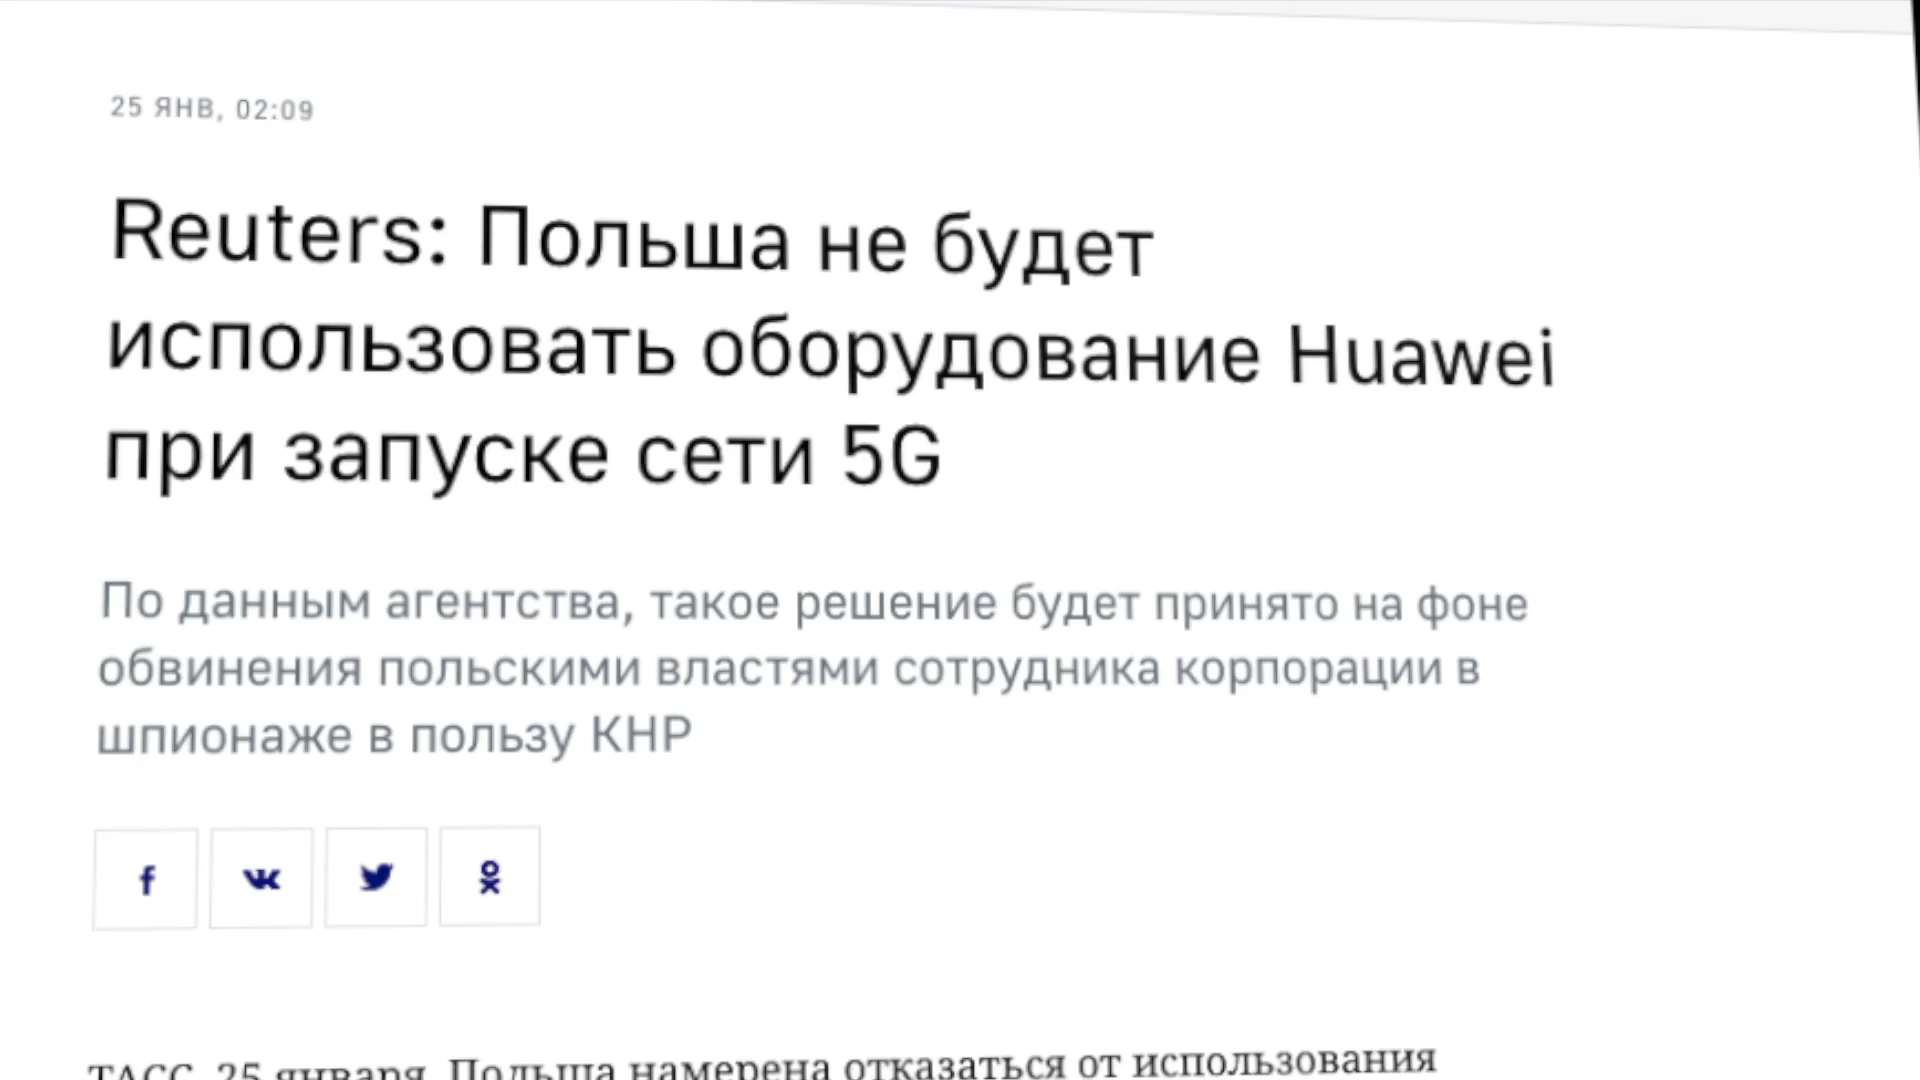 25 ЯНВ, 02:09
Reuters: Польша не будет
использовать оборудование Huawei
при запуске сети 5G
По данным агентства, такое решение будет принято на фоне
обвинения польскими властями сотрудника корпорации в
шпионаже в пользу КНР
ТАСС, 25 января. Польша намерена отказаться от использования